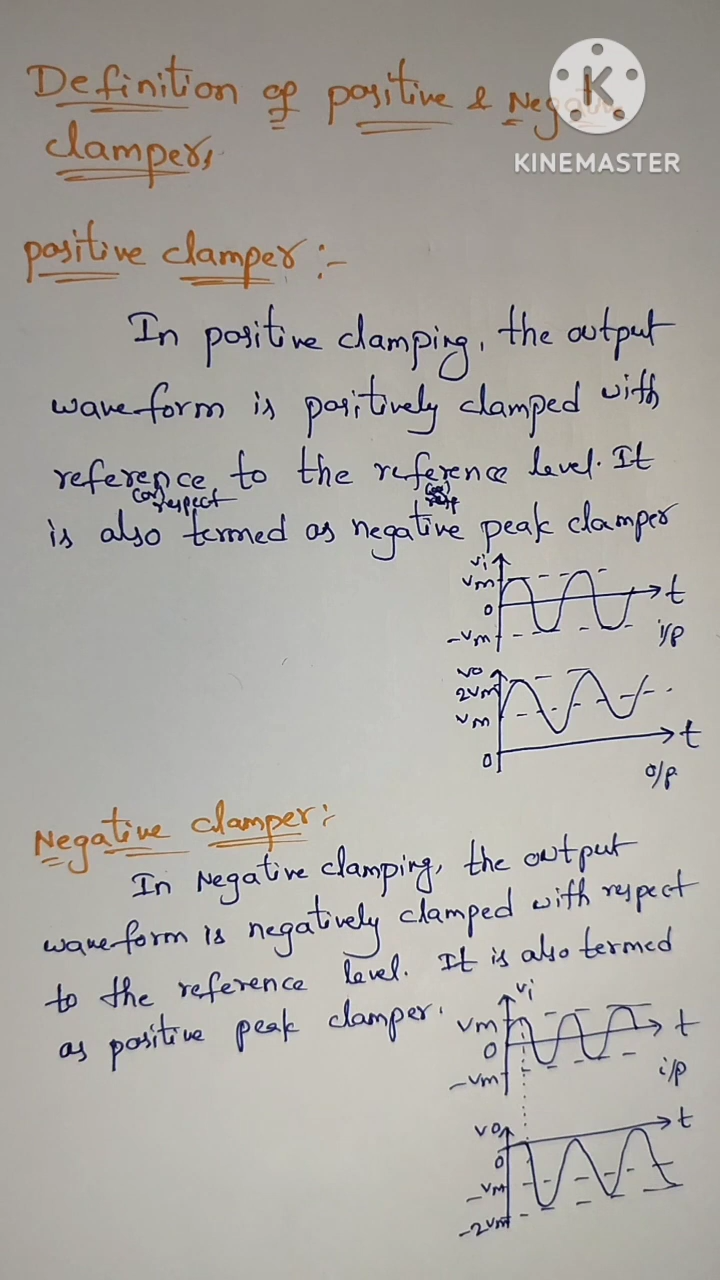 Definition of positive & Negative
clamper,
KINEMASTER
positive clamper :-
In positive clamping, the output
waveform is positively clamped with
reference to the reference level. It
(or) respect
is also termed as negative peak clamper
Vi
Vm
0
-Vm
t
i/p
Vo
2Vm
Vm
0
t
o/p
Negative clamper :-
In Negative clamping, the output
waveform is negatively clamped with respect
to the reference level. It is also termed
as positive peak clamper.
Vi
Vm
0
-Vm
t
i/p
Vo
0
-Vm
-2Vm
t